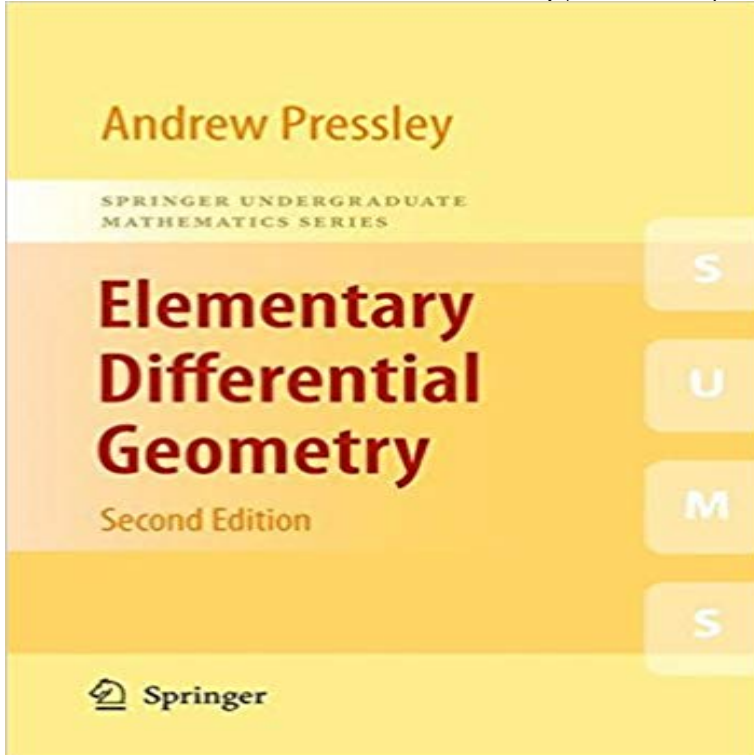 Andrew Pressley
SPRINGER UNDERGRADUATE
MATHEMATICS SERIES
Elementary
Differential
Geometry
Second Edition
S
U
M
S
Springer